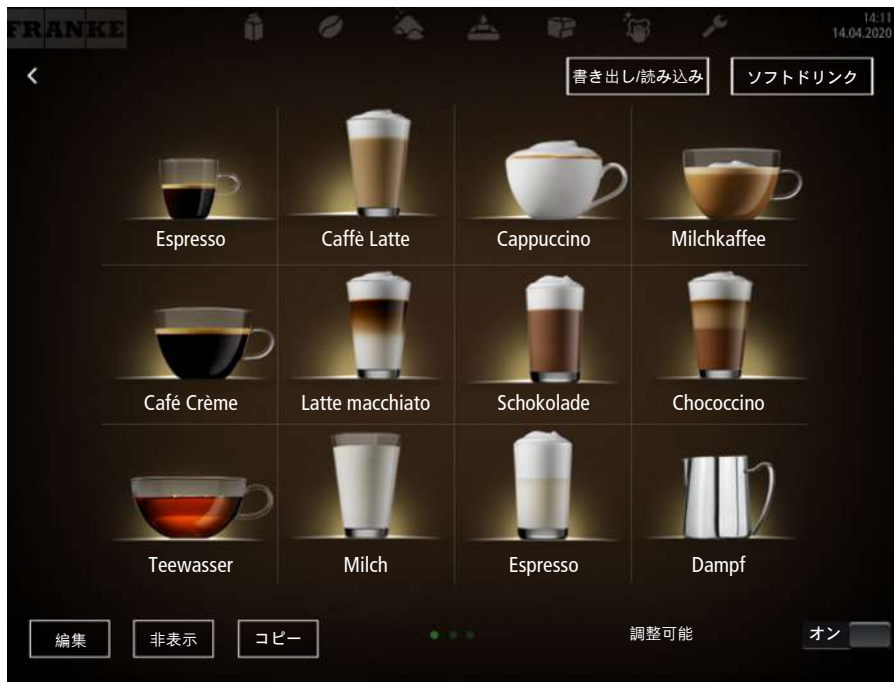 FRANKE
14:11
14.04.2020
書き出し/読み込み
ソフトドリンク
Espresso
Caffè Latte
Cappuccino
Milchkaffee
Café Crème
Latte macchiato
Schokolade
Chococcino
Teewasser
Milch
Espresso
Dampf
編集
非表示
コピー
調整可能
オン